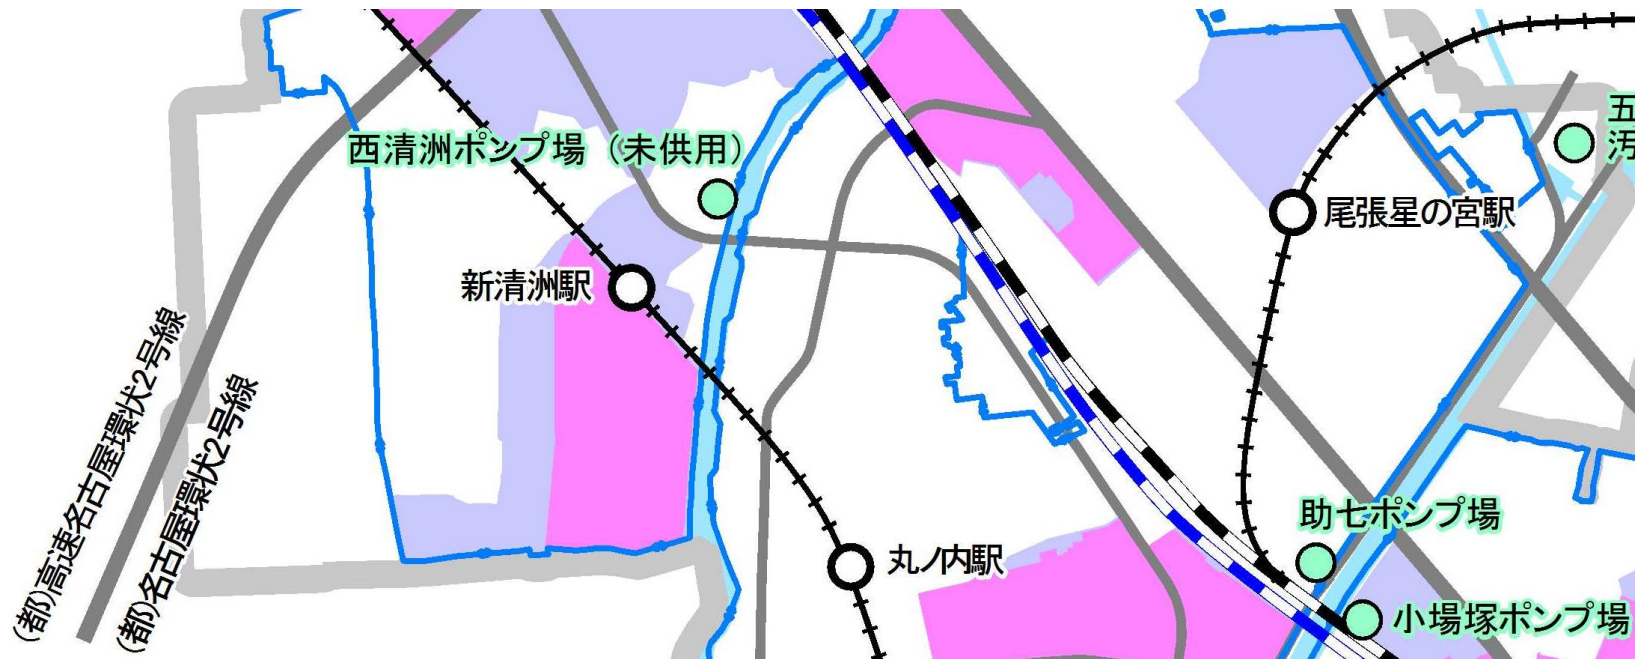 五
汚
西清洲ポンプ場（未供用）
尾張星の宮駅
新清洲駅
(都)高速名古屋環状2号線
(都)名古屋環状2号線
助七ポンプ場
丸ノ内駅
小場塚ポンプ場